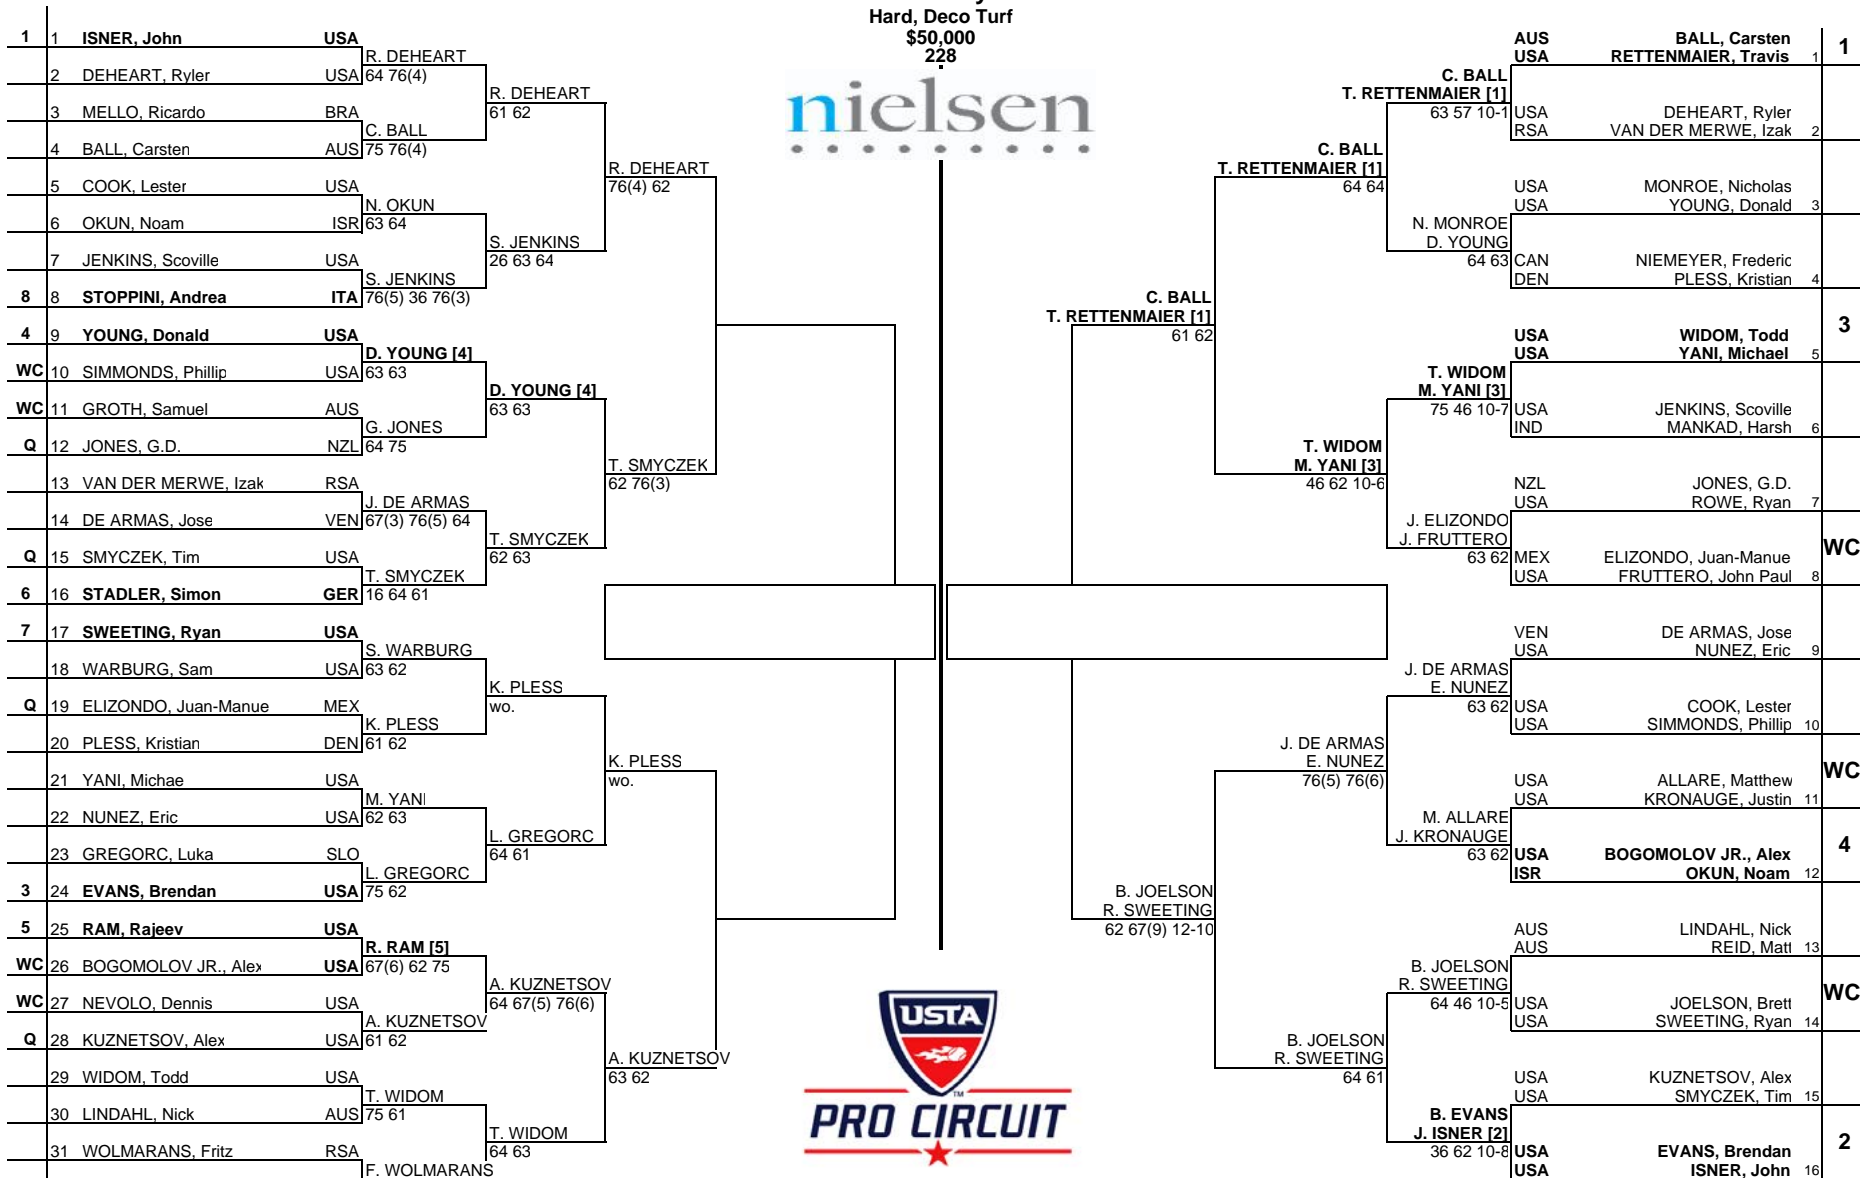 Hard, Deco Turf
$50,000
228
nielsen
1 1 ISNER, John USA
R. DEHEART
2 DEHEART, Ryler USA 64 76(4)
R. DEHEART
3 MELLO, Ricardo BRA 61 62
C. BALL
4 BALL, Carsten AUS 75 76(4)
R. DEHEART
5 COOK, Lester USA 76(4) 62
N. OKUN
6 OKUN, Noam ISR 63 64
S. JENKINS
7 JENKINS, Scoville USA 26 63 64
S. JENKINS
8 8 STOPPINI, Andrea ITA 76(5) 36 76(3)
4 9 YOUNG, Donald USA
D. YOUNG [4]
WC 10 SIMMONDS, Phillip USA 63 63
D. YOUNG [4]
WC 11 GROTH, Samuel AUS 63 63
G. JONES
Q 12 JONES, G.D. NZL 64 75
T. SMYCZEK
13 VAN DER MERWE, Izak RSA 62 76(3)
J. DE ARMAS
14 DE ARMAS, Jose VEN 67(3) 76(5) 64
T. SMYCZEK
Q 15 SMYCZEK, Tim USA 62 63
T. SMYCZEK
6 16 STADLER, Simon GER 16 64 61
7 17 SWEETING, Ryan USA
S. WARBURG
18 WARBURG, Sam USA 63 62
K. PLESS
Q 19 ELIZONDO, Juan-Manue MEX wo.
K. PLESS
20 PLESS, Kristian DEN 61 62
K. PLESS
21 YANI, Michae USA wo.
M. YANI
22 NUNEZ, Eric USA 62 63
L. GREGORC
23 GREGORC, Luka SLO 64 61
L. GREGORC
3 24 EVANS, Brendan USA 75 62
5 25 RAM, Rajeev USA
R. RAM [5]
WC 26 BOGOMOLOV JR., Alex USA 67(6) 62 75
A. KUZNETSOV
WC 27 NEVOLO, Dennis USA 64 67(5) 76(6)
A. KUZNETSOV
Q 28 KUZNETSOV, Alex USA 61 62
A. KUZNETSOV
29 WIDOM, Todd USA 63 62
T. WIDOM
30 LINDAHL, Nick AUS 75 61
T. WIDOM
31 WOLMARANS, Fritz RSA 64 63
F. WOLMARANS
AUS BALL, Carsten 1
USA RETTENMAIER, Travis 1
C. BALL
T. RETTENMAIER [1]
63 57 10-1 USA DEHEART, Ryler
RSA VAN DER MERWE, Izak 2
C. BALL
T. RETTENMAIER [1]
64 64 USA MONROE, Nicholas
USA YOUNG, Donald 3
N. MONROE
D. YOUNG
64 63 CAN NIEMEYER, Frederic
DEN PLESS, Kristian 4
C. BALL
T. RETTENMAIER [1]
61 62
3
USA WIDOM, Todd
USA YANI, Michael 5
T. WIDOM
M. YANI [3]
75 46 10-7 USA JENKINS, Scoville
IND MANKAD, Harsh 6
T. WIDOM
M. YANI [3]
46 62 10-6 NZL JONES, G.D.
USA ROWE, Ryan 7
J. ELIZONDO
J. FRUTTERO
WC
63 62 MEX ELIZONDO, Juan-Manue
USA FRUTTERO, John Paul 8
VEN DE ARMAS, Jose
USA NUNEZ, Eric 9
J. DE ARMAS
E. NUNEZ
63 62 USA COOK, Lester
USA SIMMONDS, Phillip 10
J. DE ARMAS
E. NUNEZ
WC
76(5) 76(6) USA ALLARE, Matthew
USA KRONAUGE, Justin 11
M. ALLARE
J. KRONAUGE
4
63 62 USA BOGOMOLOV JR., Alex
ISR OKUN, Noam 12
B. JOELSON
R. SWEETING
62 67(9) 12-10 AUS LINDAHL, Nick
AUS REID, Matt 13
B. JOELSON
R. SWEETING
WC
64 46 10-5 USA JOELSON, Brett
USA SWEETING, Ryan 14
B. JOELSON
R. SWEETING
64 61 USA KUZNETSOV, Alex
USA SMYCZEK, Tim 15
B. EVANS
J. ISNER [2]
2
36 62 10-8 USA EVANS, Brendan
USA ISNER, John 16
USTA
TM
PRO CIRCUIT